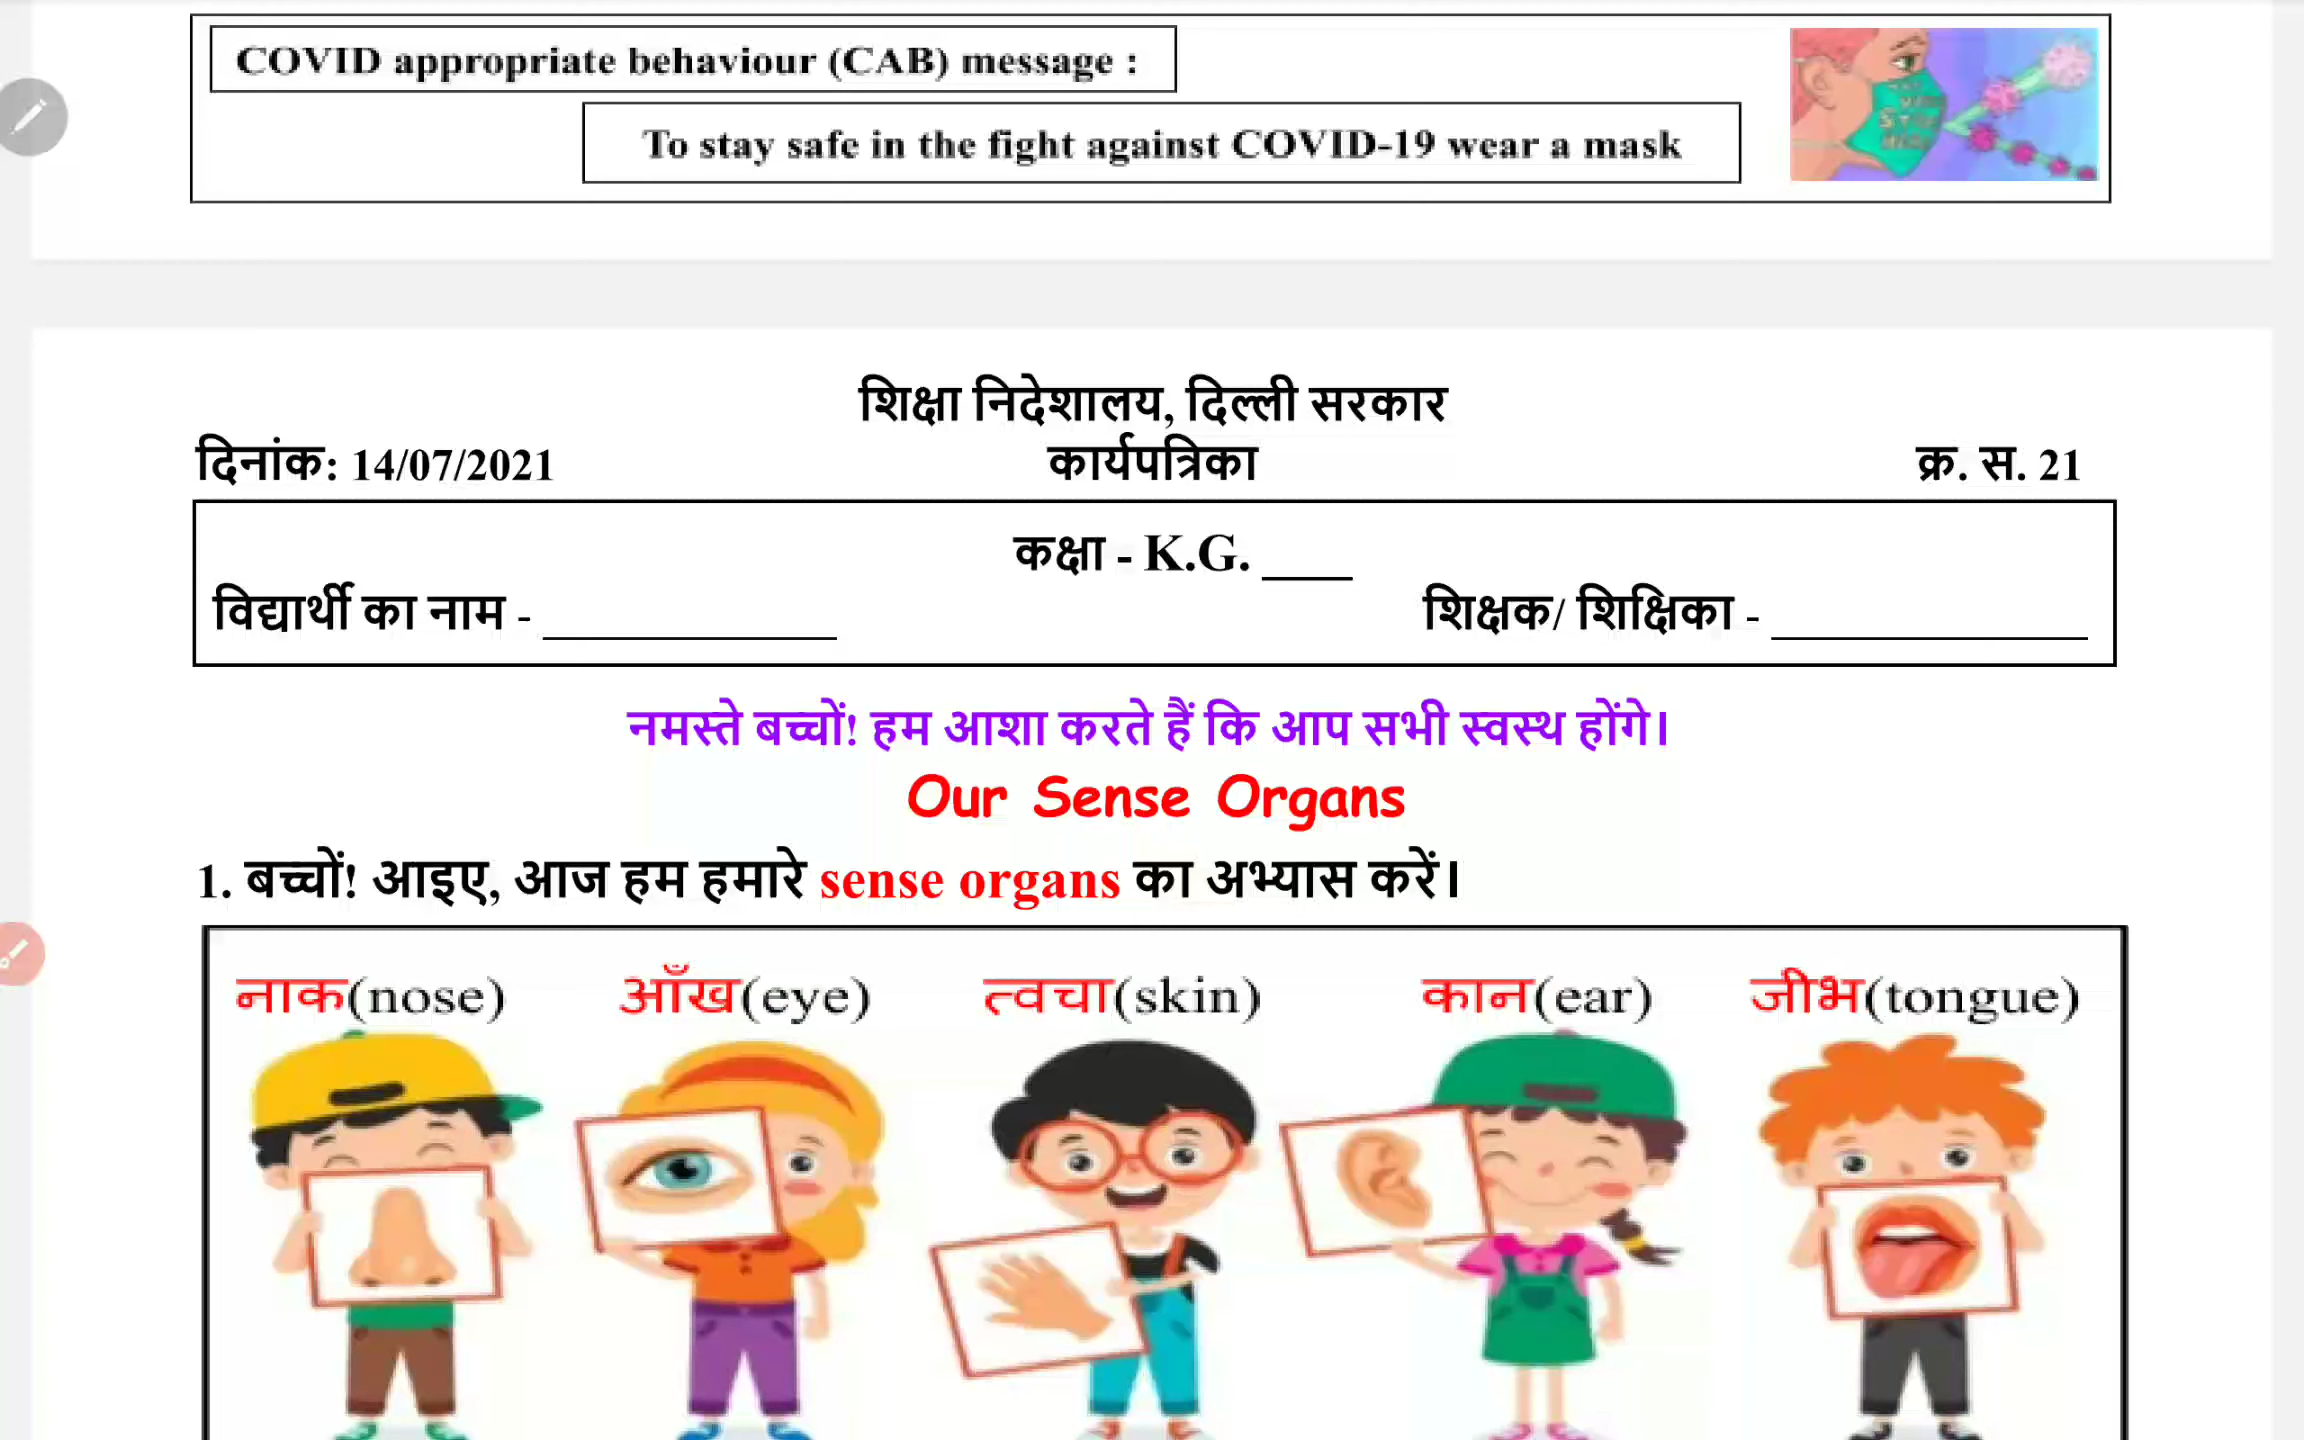 COVID appropriate behaviour (CAB) message :
To stay safe in the fight against COVID-19 wear a mask
शिक्षा निदेशालय, दिल्ली सरकार
दिनांक: 14/07/2021 कार्यपत्रिका क्र. स. 21
कक्षा - K.G. ____
विद्यार्थी का नाम - ____________ शिक्षक/ शिक्षिका - _____________
नमस्ते बच्चों! हम आशा करते हैं कि आप सभी स्वस्थ होंगे।
Our Sense Organs
1. बच्चों! आइए, आज हम हमारे sense organs का अभ्यास करें।
नाक(nose) आँख(eye) त्वचा(skin) कान(ear) जीभ(tongue)